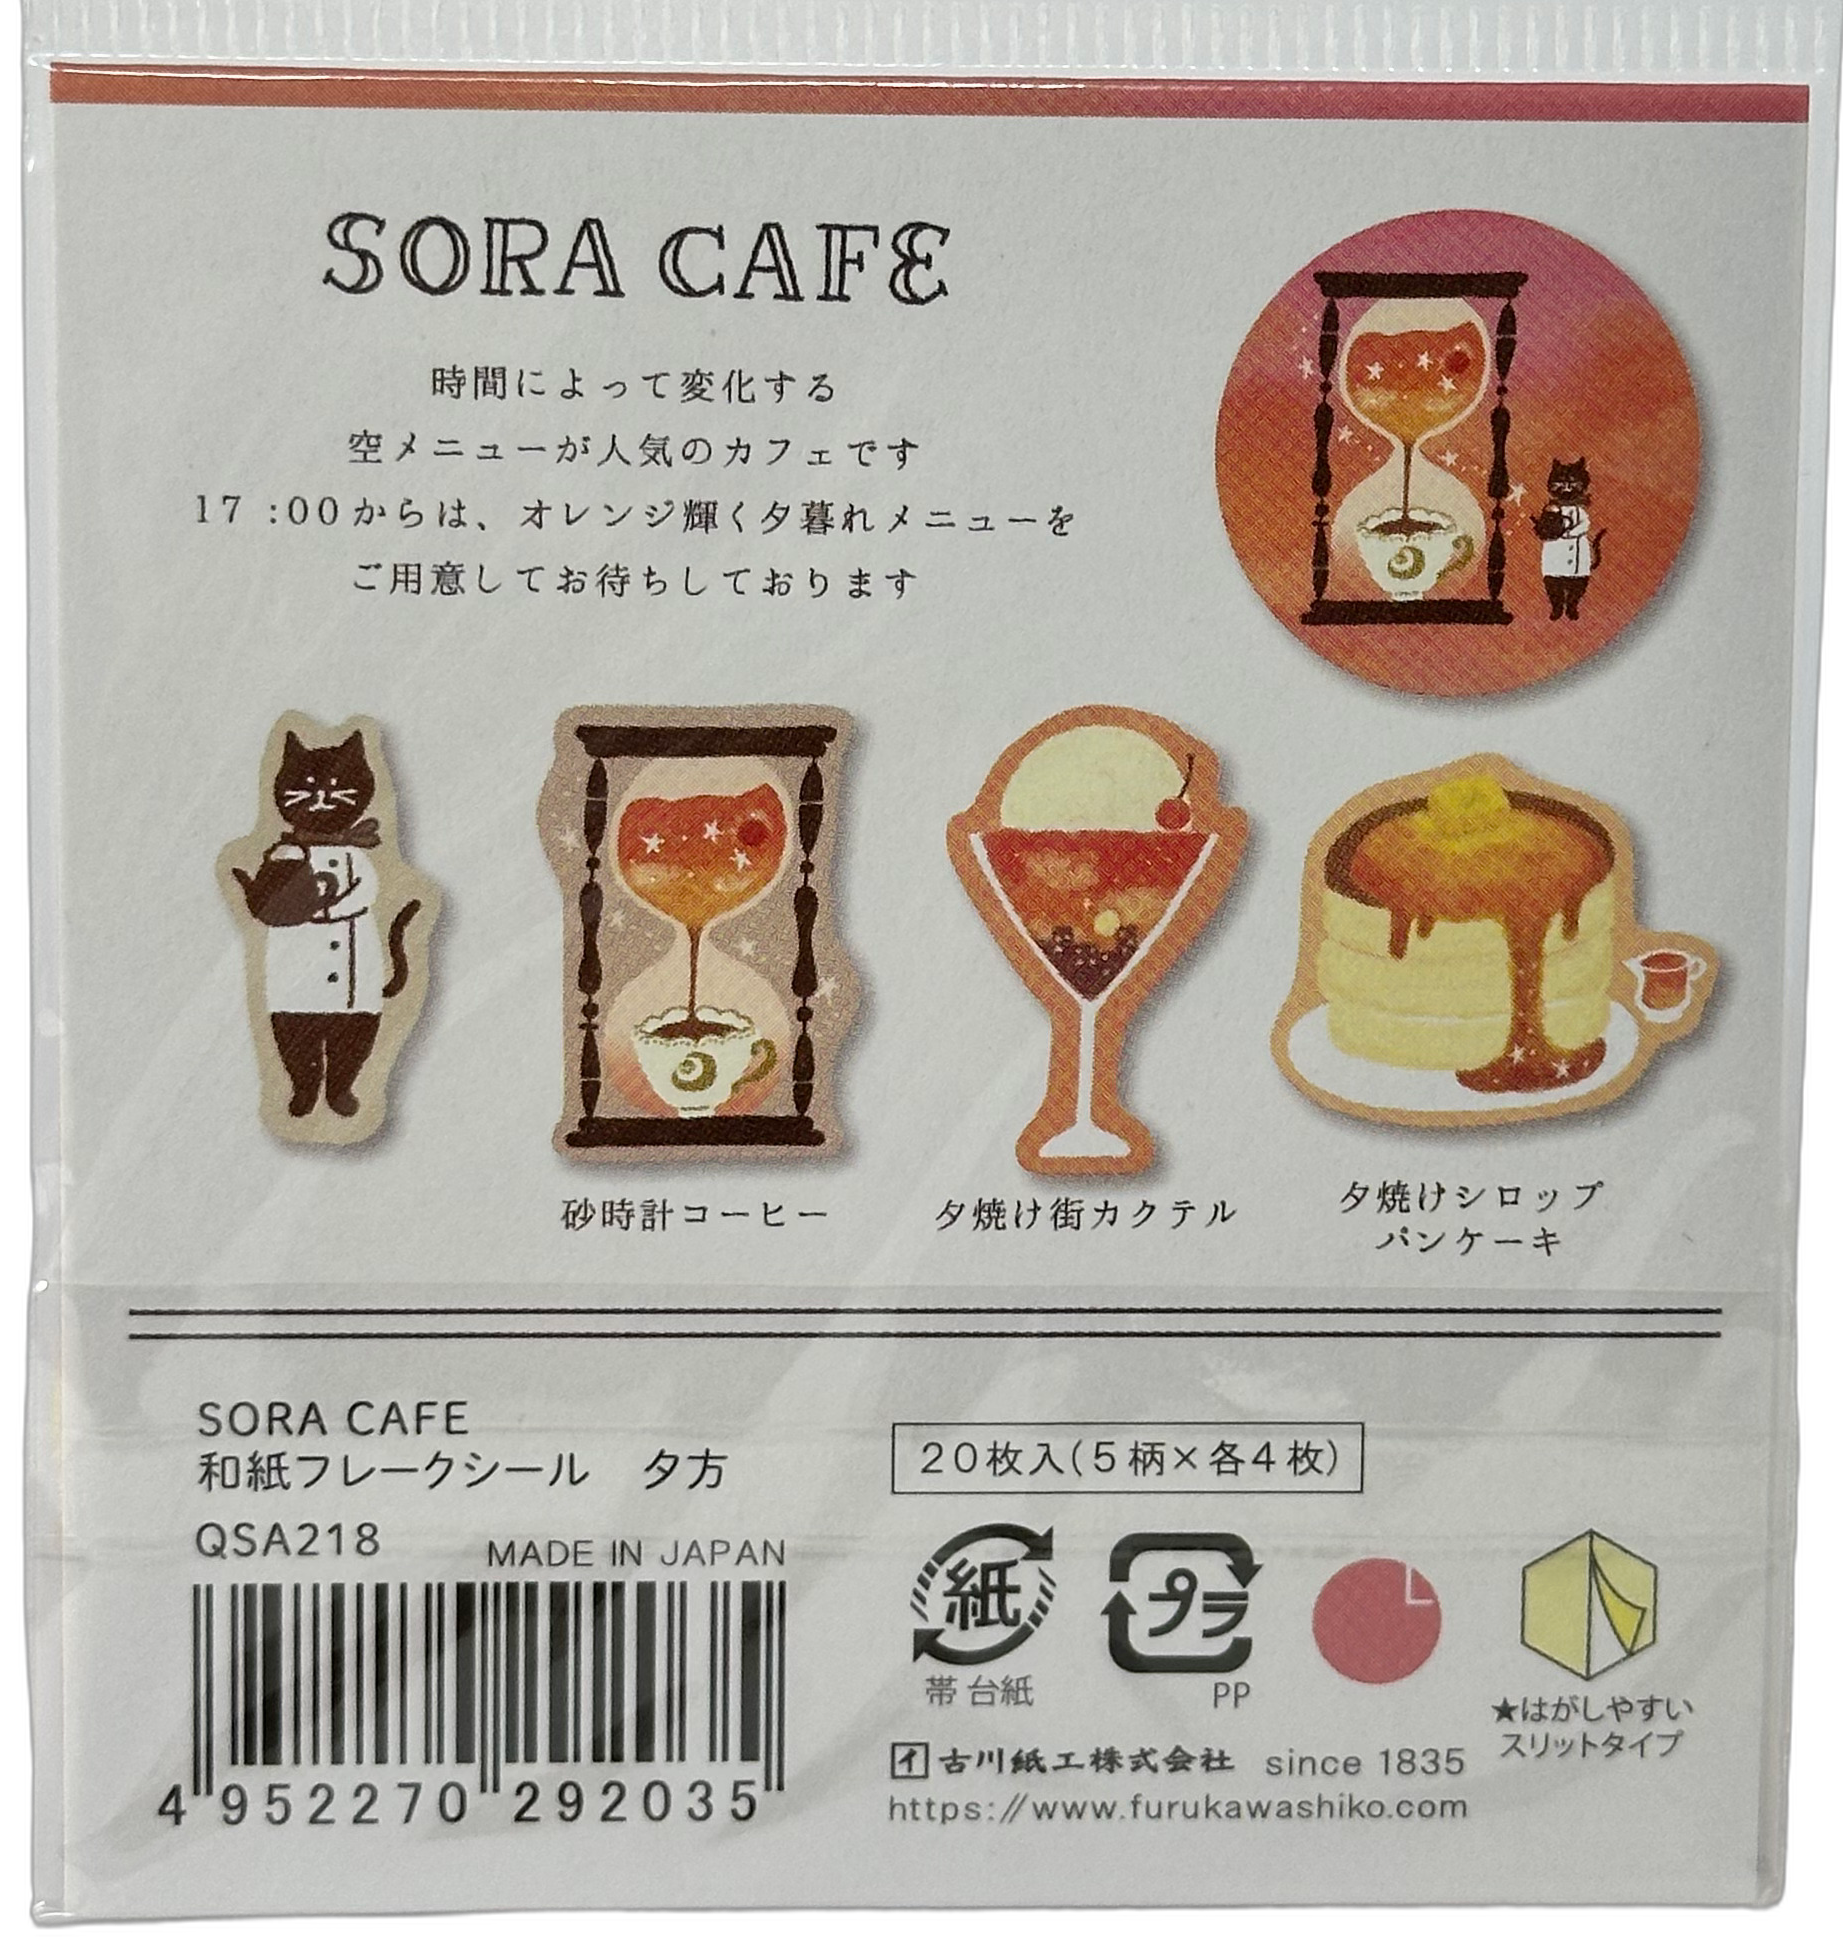 SORA CAFE
時間によって変化する
空メニューが人気のカフェです
17:00からは、オレンジ輝く夕暮れメニューを
ご用意してお待ちしております
砂時計コーヒー
夕焼け街カクテル
夕焼けシロップ
パンケーキ
SORA CAFE
和紙フレークシール 夕方
QSA218
MADE IN JAPAN
4 952270 292035
20枚入(5柄×各4枚)
紙
帯 台紙
プラ
PP
★はがしやすい
スリットタイプ
イ 古川紙工株式会社 since 1835
https://www.furukawashiko.com